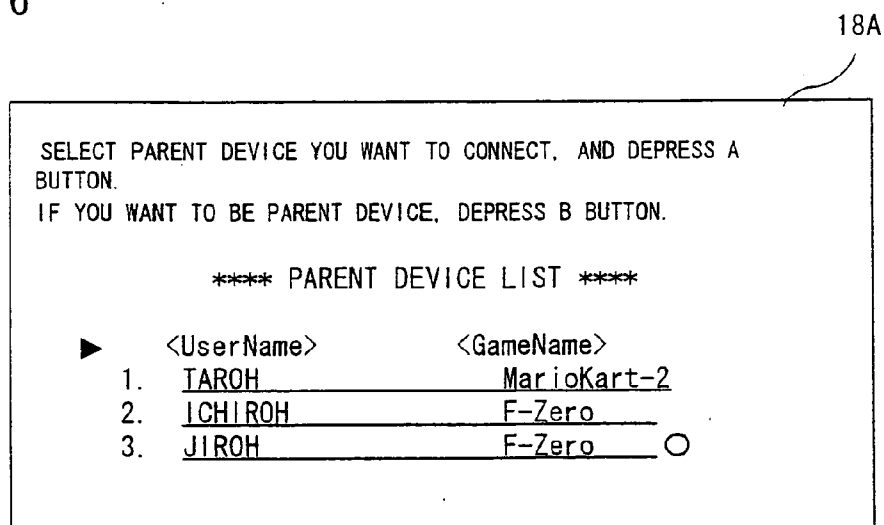 6
18A
SELECT PARENT DEVICE YOU WANT TO CONNECT, AND DEPRESS A
BUTTON.
IF YOU WANT TO BE PARENT DEVICE, DEPRESS B BUTTON.
**** PARENT DEVICE LIST ****
▶ <UserName> <GameName>
1. TAROH MarioKart-2
2. ICHIROH F-Zero
3. JIROH F-Zero ○